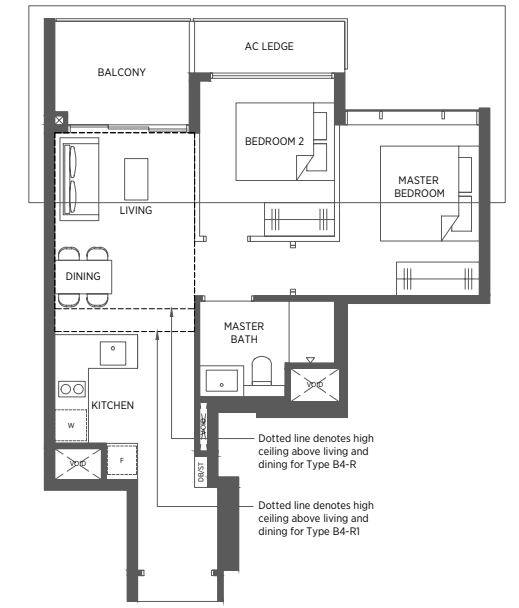 AC LEDGE
BALCONY
BEDROOM 2
MASTER
BEDROOM
LIVING
DINING
MASTER
BATH
VOID
KITCHEN
W
VOID
F
DB/ST
Dotted line denotes high
ceiling above living and
dining for Type B4-R
Dotted line denotes high
ceiling above living and
dining for Type B4-R1